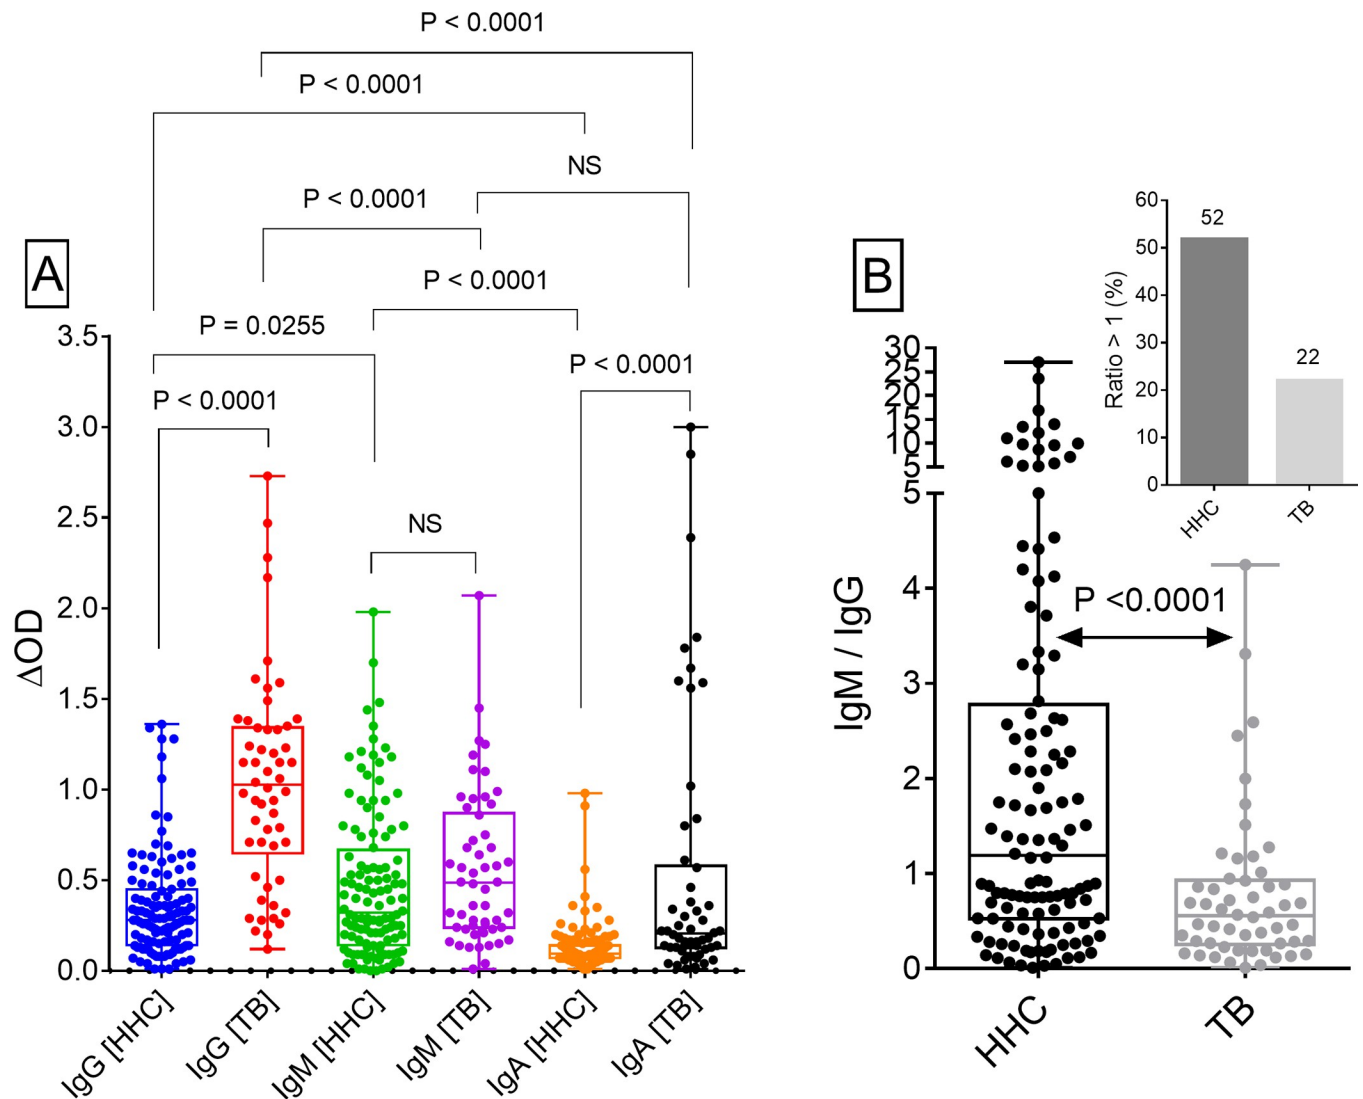 P < 0.0001
P < 0.0001
NS
P < 0.0001
P < 0.0001
P = 0.0255
P < 0.0001
P < 0.0001
NS
A
ΔOD
3.5
3.0
2.5
2.0
1.5
1.0
0.5
0.0
IgG [HHC]
IgG [TB]
IgM [HHC]
IgM [TB]
IgA [HHC]
IgA [TB]
B
IgM / IgG
30
25
20
15
10
5
5
4
3
2
1
0
P <0.0001
HHC
TB
Ratio > 1 (%)
60
50
40
30
20
10
0
52
22
HHC
TB